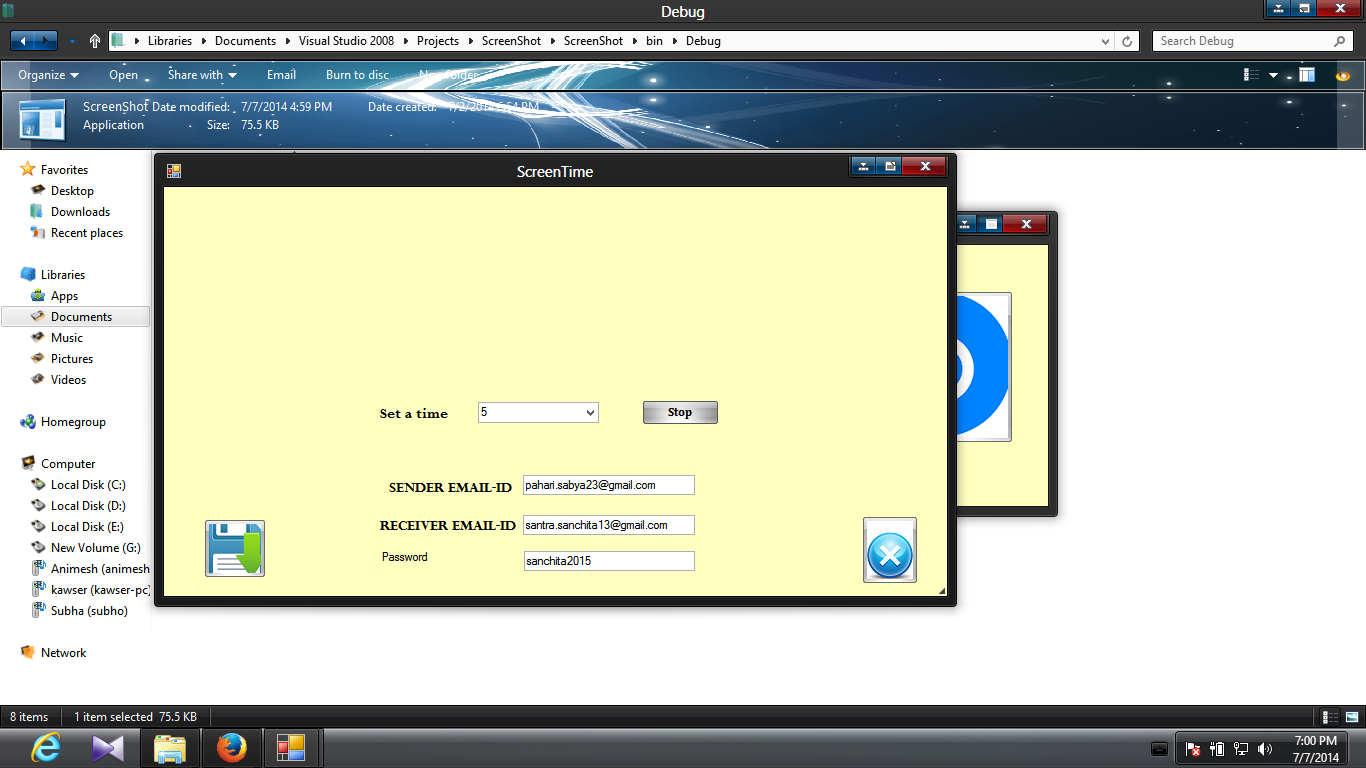 Debug
Libraries Documents Visual Studio 2008 Projects ScreenShot ScreenShot bin Debug
Search Debug
Organize Open Share with Email Burn to disc New folder
ScreenShot Date modified: 7/7/2014 4:59 PM Date created:
Application Size: 75.5 KB
Favorites
Desktop
Downloads
Recent places
Libraries
Apps
Documents
Music
Pictures
Videos
Homegroup
Computer
Local Disk (C:)
Local Disk (D:)
Local Disk (E:)
New Volume (G:)
Animesh (animesh
kawser (kawser-pc)
Subha (subho)
Network
ScreenTime
Set a time 5 Stop
SENDER EMAIL-ID pahari.sabya23@gmail.com
RECEIVER EMAIL-ID santra.sanchita13@gmail.com
Password sanchita2015
8 items 1 item selected 75.5 KB
7:00 PM
7/7/2014